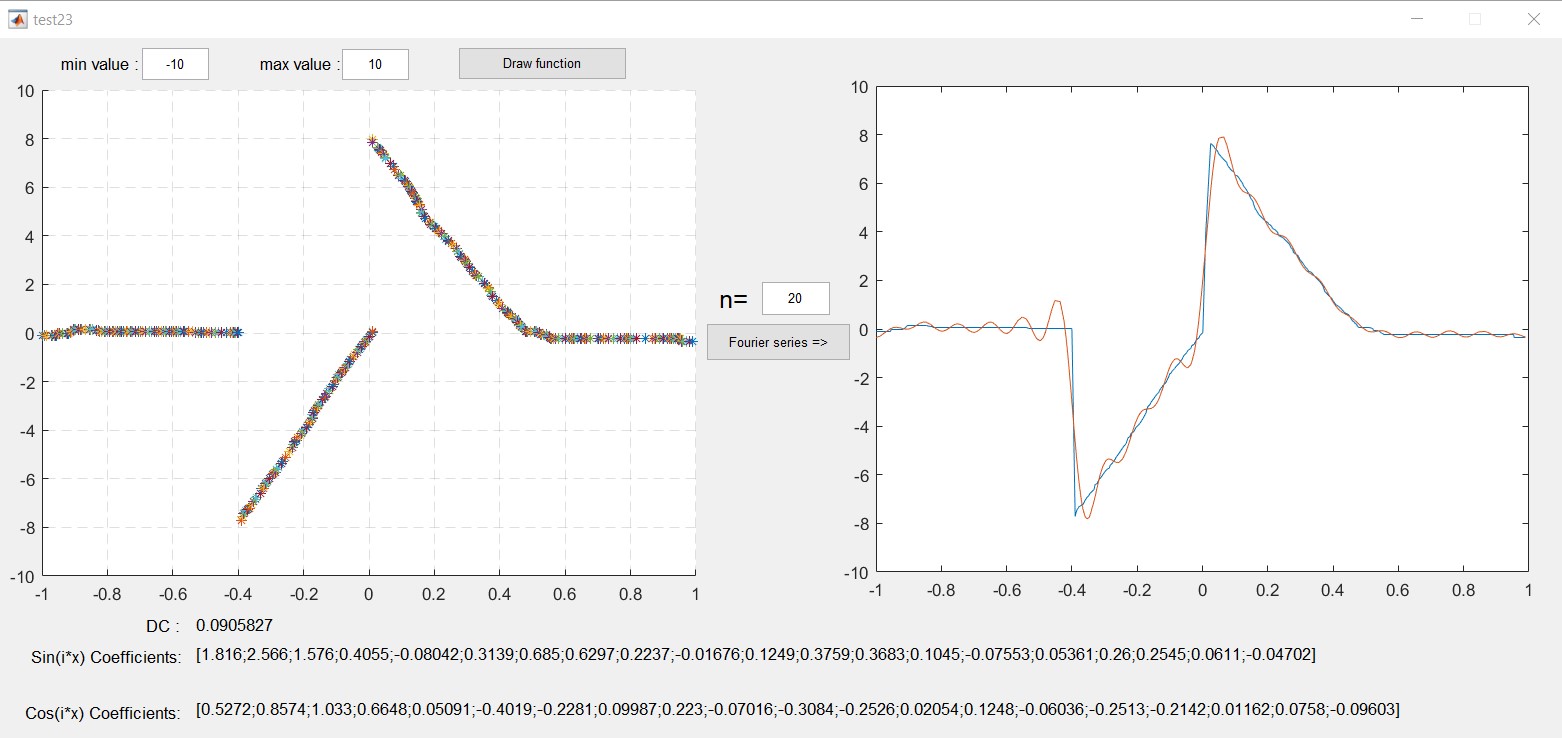 test23
min value : -10 max value : 10 Draw function
10
8
6
4
2
0
-2
-4
-6
-8
-10
-1 -0.8 -0.6 -0.4 -0.2 0 0.2 0.4 0.6 0.8 1
n= 20
Fourier series =>
10
8
6
4
2
0
-2
-4
-6
-8
-10
-1 -0.8 -0.6 -0.4 -0.2 0 0.2 0.4 0.6 0.8 1
DC : 0.0905827
Sin(i*x) Coefficients: [1.816;2.566;1.576;0.4055;-0.08042;0.3139;0.685;0.6297;0.2237;-0.01676;0.1249;0.3759;0.3683;0.1045;-0.07553;0.05361;0.26;0.2545;0.0611;-0.04702]
Cos(i*x) Coefficients: [0.5272;0.8574;1.033;0.6648;0.05091;-0.4019;-0.2281;0.09987;0.223;-0.07016;-0.3084;-0.2526;0.02054;0.1248;-0.06036;-0.2513;-0.2142;0.01162;0.0758;-0.09603]